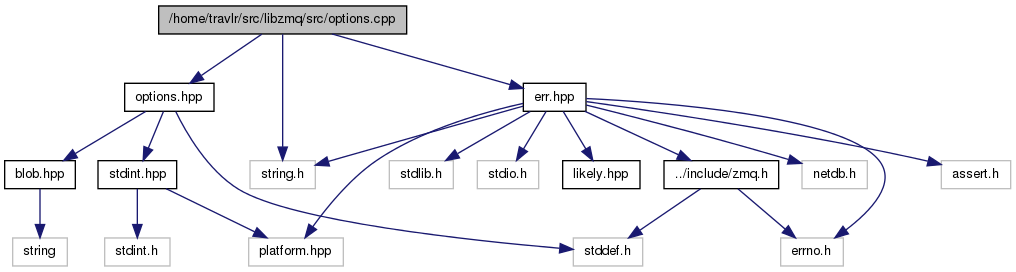 /home/travlr/src/libzmq/src/options.cpp
options.hpp
err.hpp
blob.hpp
stdint.hpp
string.h
stdlib.h
stdio.h
likely.hpp
../include/zmq.h
netdb.h
assert.h
string
stdint.h
platform.hpp
stddef.h
errno.h